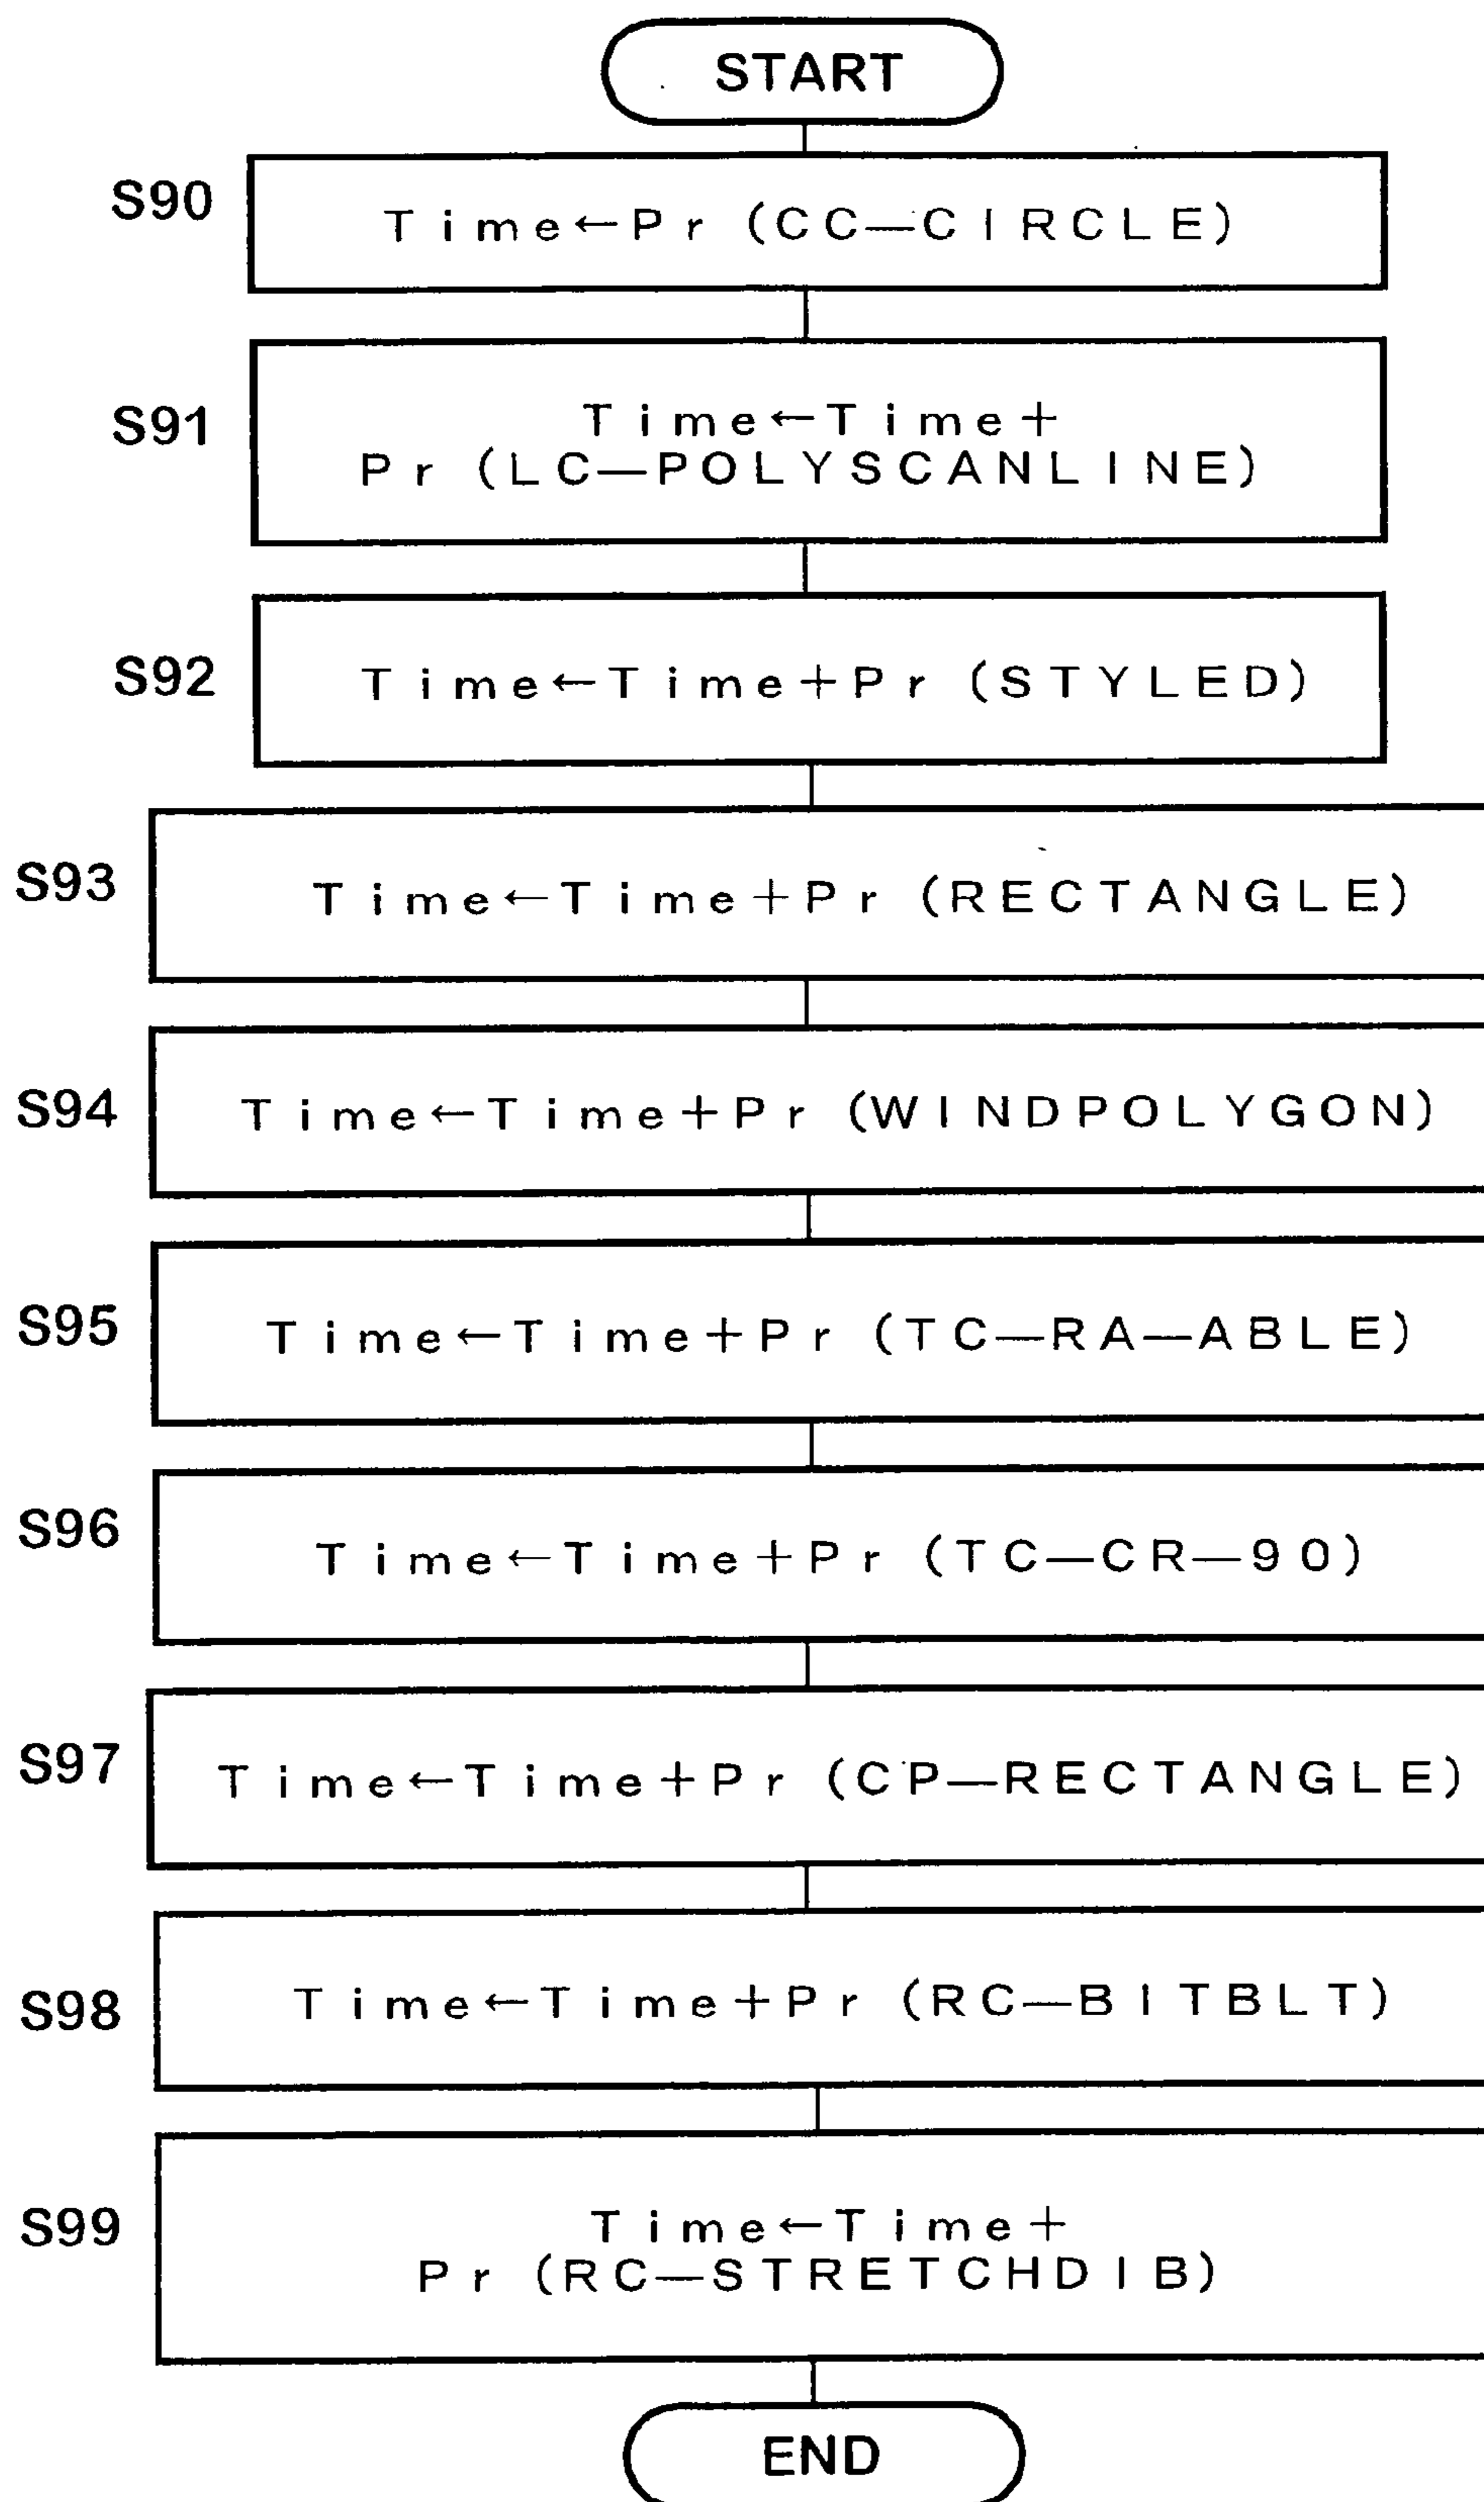 START
S90
Time←Pr (CC—CIRCLE)
S91
Time←Time+
Pr (LC—POLYSCANLINE)
S92
Time←Time+Pr (STYLED)
S93
Time←Time+Pr (RECTANGLE)
S94
Time←Time+Pr (WINDPOLYGON)
S95
Time←Time+Pr (TC—RA—ABLE)
S96
Time←Time+Pr (TC—CR—90)
S97
Time←Time+Pr (CP—RECTANGLE)
S98
Time←Time+Pr (RC—BITBLT)
S99
Time←Time+
Pr (RC—STRETCHDIB)
END